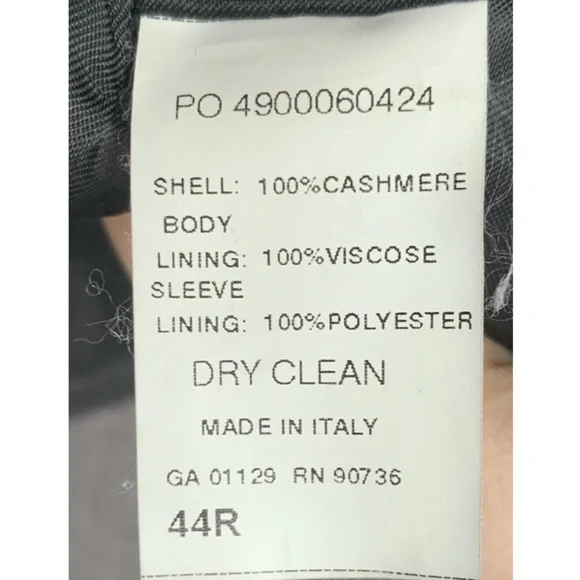 PO 4900060424
SHELL: 100%CASHMERE
BODY
LINING: 100%VISCOSE
SLEEVE
LINING: 100%POLYESTER
DRY CLEAN
MADE IN ITALY
GA 01129 RN 90736
44R